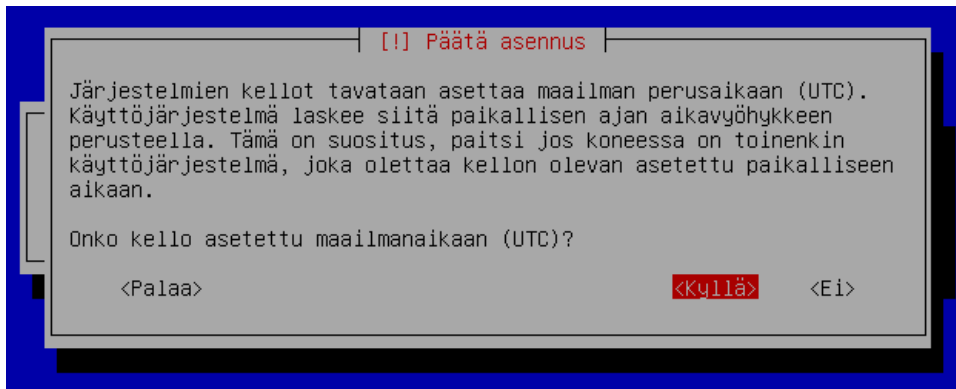 [!] Päätä asennus
Järjestelmien kellot tavataan asettaa maailman perusaikaan (UTC).
Käyttöjärjestelmä laskee siitä paikallisen ajan aikavyöhykkeen
perusteella. Tämä on suositus, paitsi jos koneessa on toinenkin
käyttöjärjestelmä, joka olettaa kellon olevan asetettu paikalliseen
aikaan.
Onko kello asetettu maailmanaikaan (UTC)?
<Palaa> <Kyllä> <Ei>